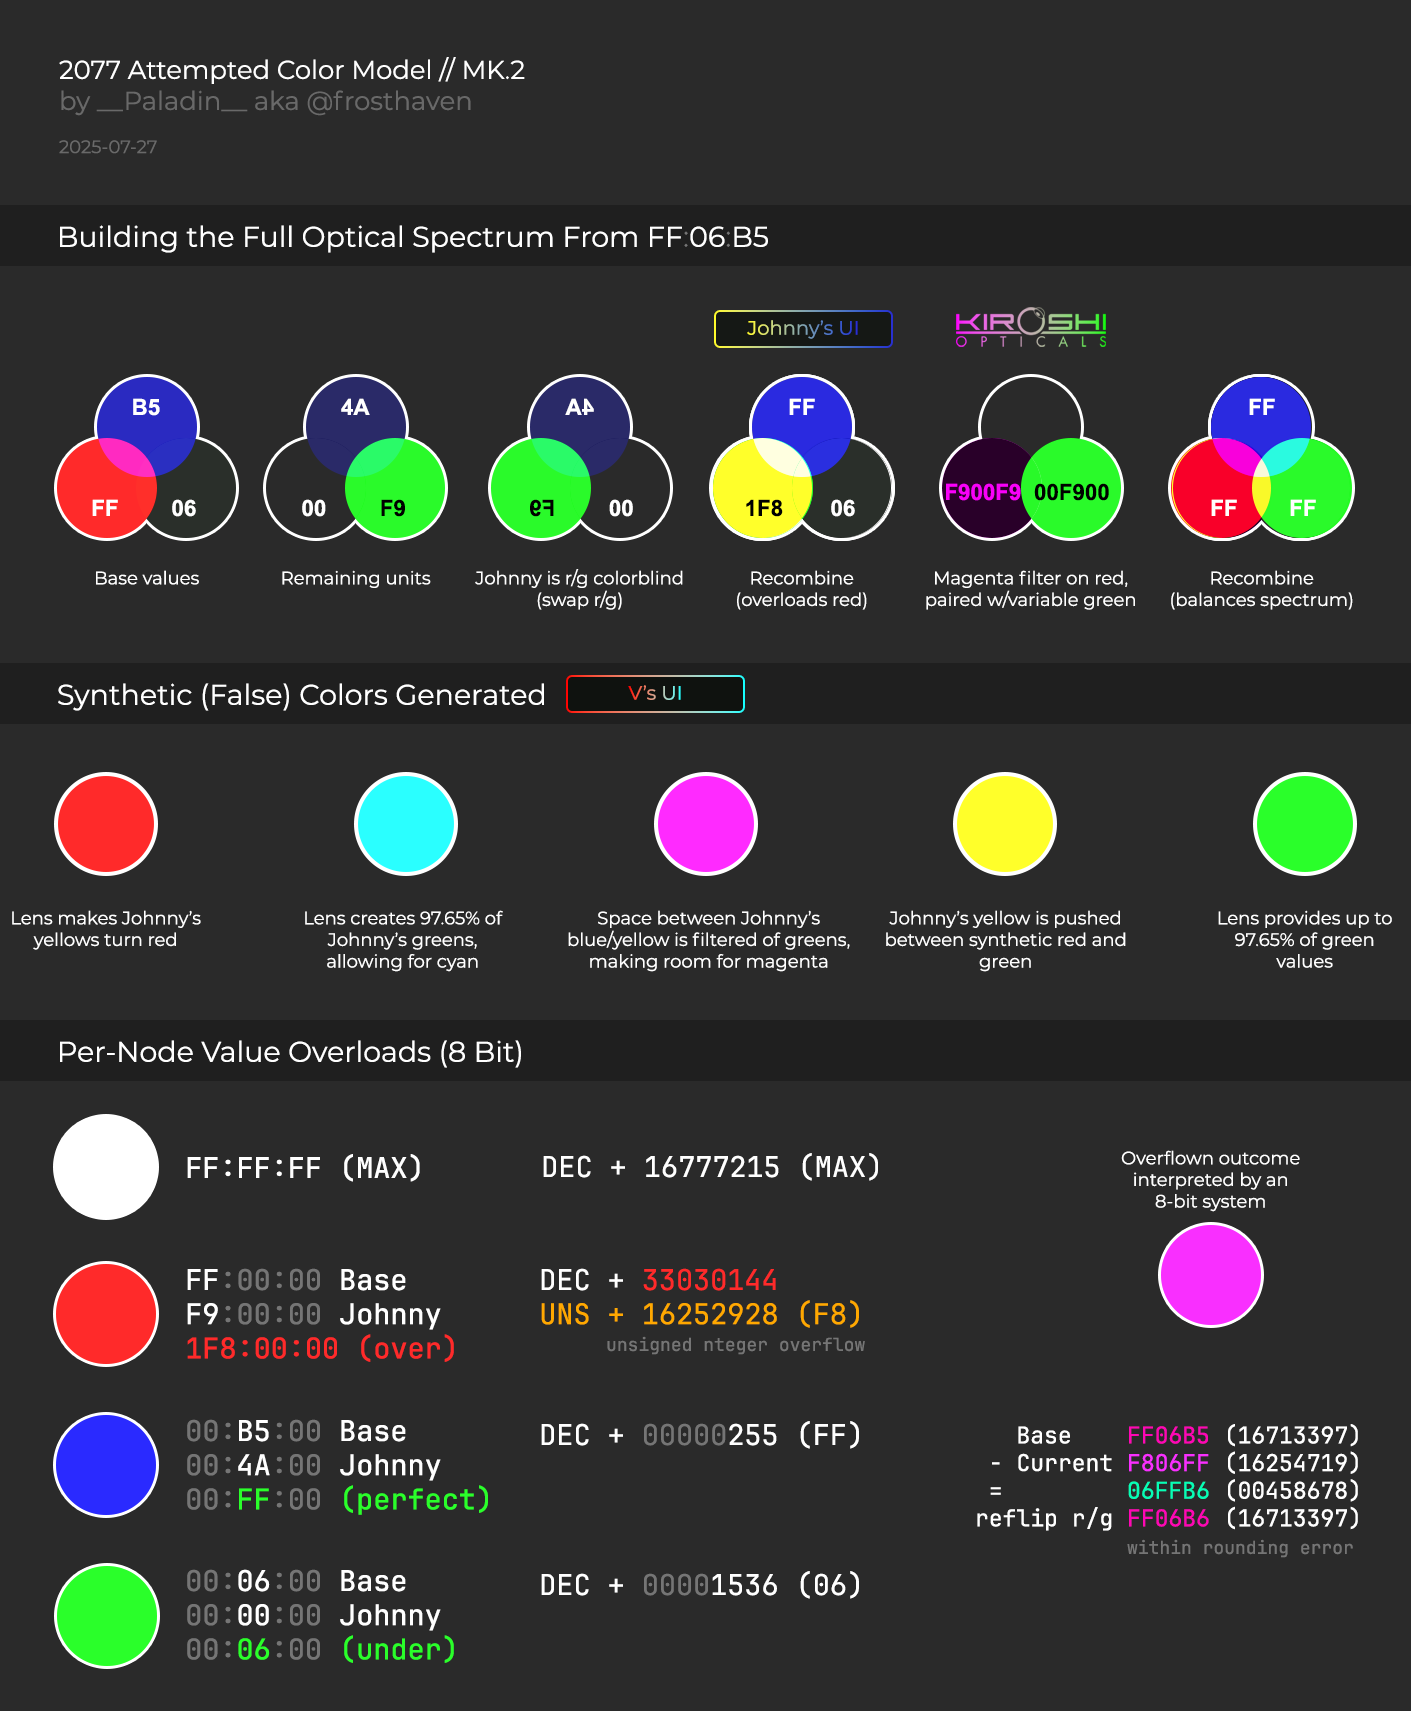 2077 Attempted Color Model // MK.2
by __Paladin__ aka @frosthaven
2025-07-27
Building the Full Optical Spectrum From FF:06:B5
Johnny's UI
KIROSHI
OPTICALS
B5
FF
06
4A
00
F9
4A
F9
00
FF
1F8
06
F900F9
00F900
FF
FF
FF
Base values
Remaining units
Johnny is r/g colorblind
(swap r/g)
Recombine
(overloads red)
Magenta filter on red,
paired w/variable green
Recombine
(balances spectrum)
Synthetic (False) Colors Generated
V's UI
Lens makes Johnny's
yellows turn red
Lens creates 97.65% of
Johnny's greens,
allowing for cyan
Space between Johnny's
blue/yellow is filtered of greens,
making room for magenta
Johnny's yellow is pushed
between synthetic red and
green
Lens provides up to
97.65% of green
values
Per-Node Value Overloads (8 Bit)
FF:FF:FF (MAX)
DEC + 16777215 (MAX)
Overflown outcome
interpreted by an
8-bit system
FF:00:00 Base
F9:00:00 Johnny
1F8:00:00 (over)
DEC + 33030144
UNS + 16252928 (F8)
unsigned nteger overflow
00:B5:00 Base
00:4A:00 Johnny
00:FF:00 (perfect)
DEC + 00000255 (FF)
Base FF06B5 (16713397)
- Current F806FF (16254719)
= 06FFB6 (00458678)
reflip r/g FF06B6 (16713397)
within rounding error
00:06:00 Base
00:00:00 Johnny
00:06:00 (under)
DEC + 00001536 (06)